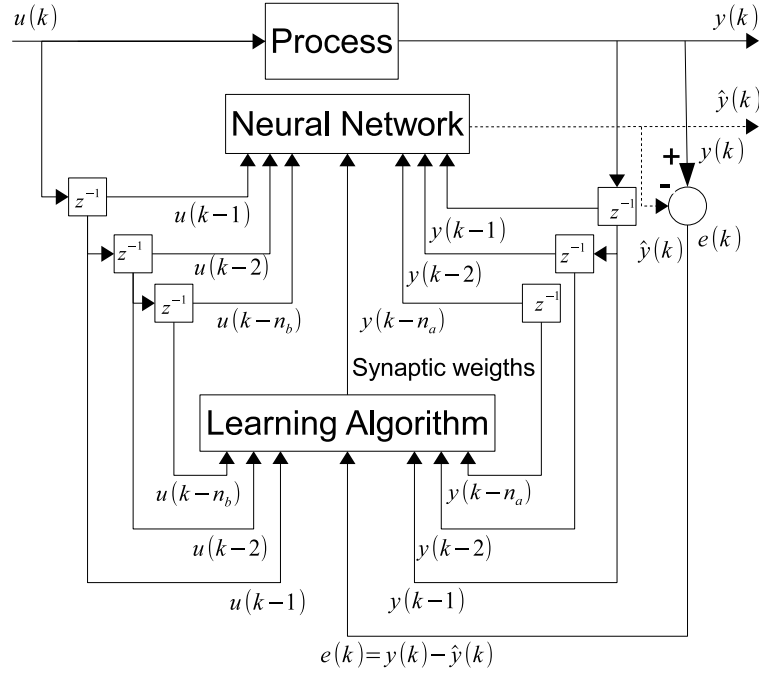 u(k)
Process
y(k)
Neural Network
ŷ(k)
+
y(k)
-
z⁻¹
u(k−1)
y(k−1)
z⁻¹
e(k)
z⁻¹
u(k−2)
y(k−2)
z⁻¹
ŷ(k)
z⁻¹
u(k−n_b)
y(k−n_a)
z⁻¹
Synaptic weigths
Learning Algorithm
u(k−n_b)
y(k−n_a)
u(k−2)
y(k−2)
u(k−1)
y(k−1)
e(k)=y(k)−ŷ(k)